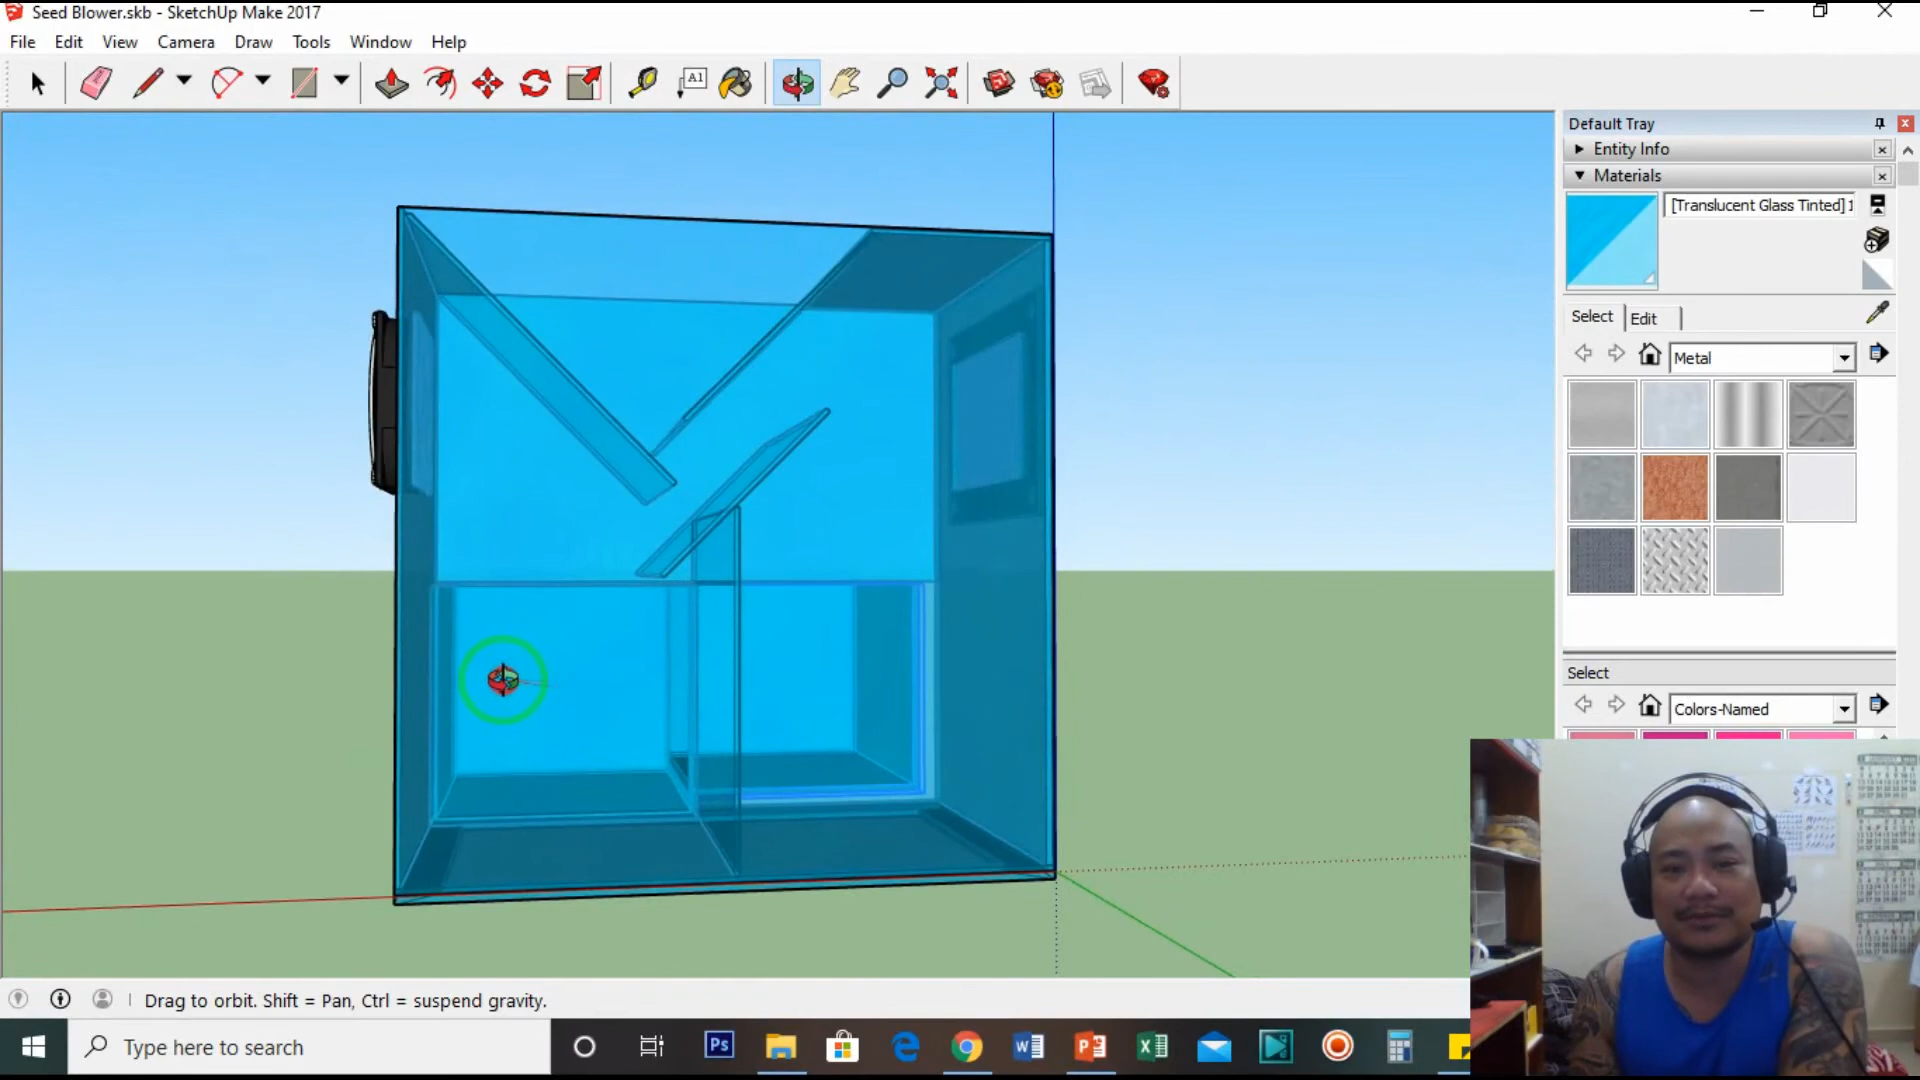 Seed Blower.skb - SketchUp Make 2017
File Edit View Camera Draw Tools Window Help
A1
Default Tray
Entity Info
Materials
[Translucent Glass Tinted]1
Select Edit
Metal
Select
Colors-Named
Drag to orbit. Shift = Pan, Ctrl = suspend gravity.
Type here to search
Ps